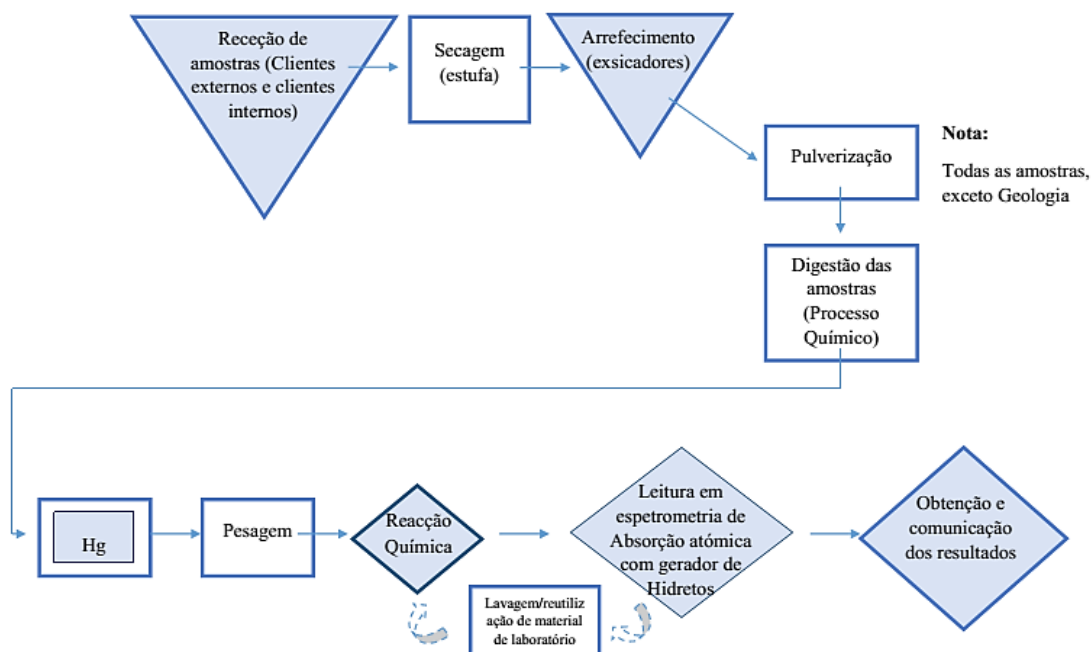 Receção de
amostras (Clientes
externos e clientes
internos)
Secagem
(estufa)
Arrefecimento
(exsicadores)
Pulverização
Nota:
Todas as amostras,
exceto Geologia
Digestão das
amostras
(Processo
Químico)
Hg
Pesagem
Reacção
Química
Leitura em
espetrometria de
Absorção atómica
com gerador de
Hidretos
Obtenção e
comunicação
dos resultados
Lavagem/reutiliz
ação de material
de laboratório